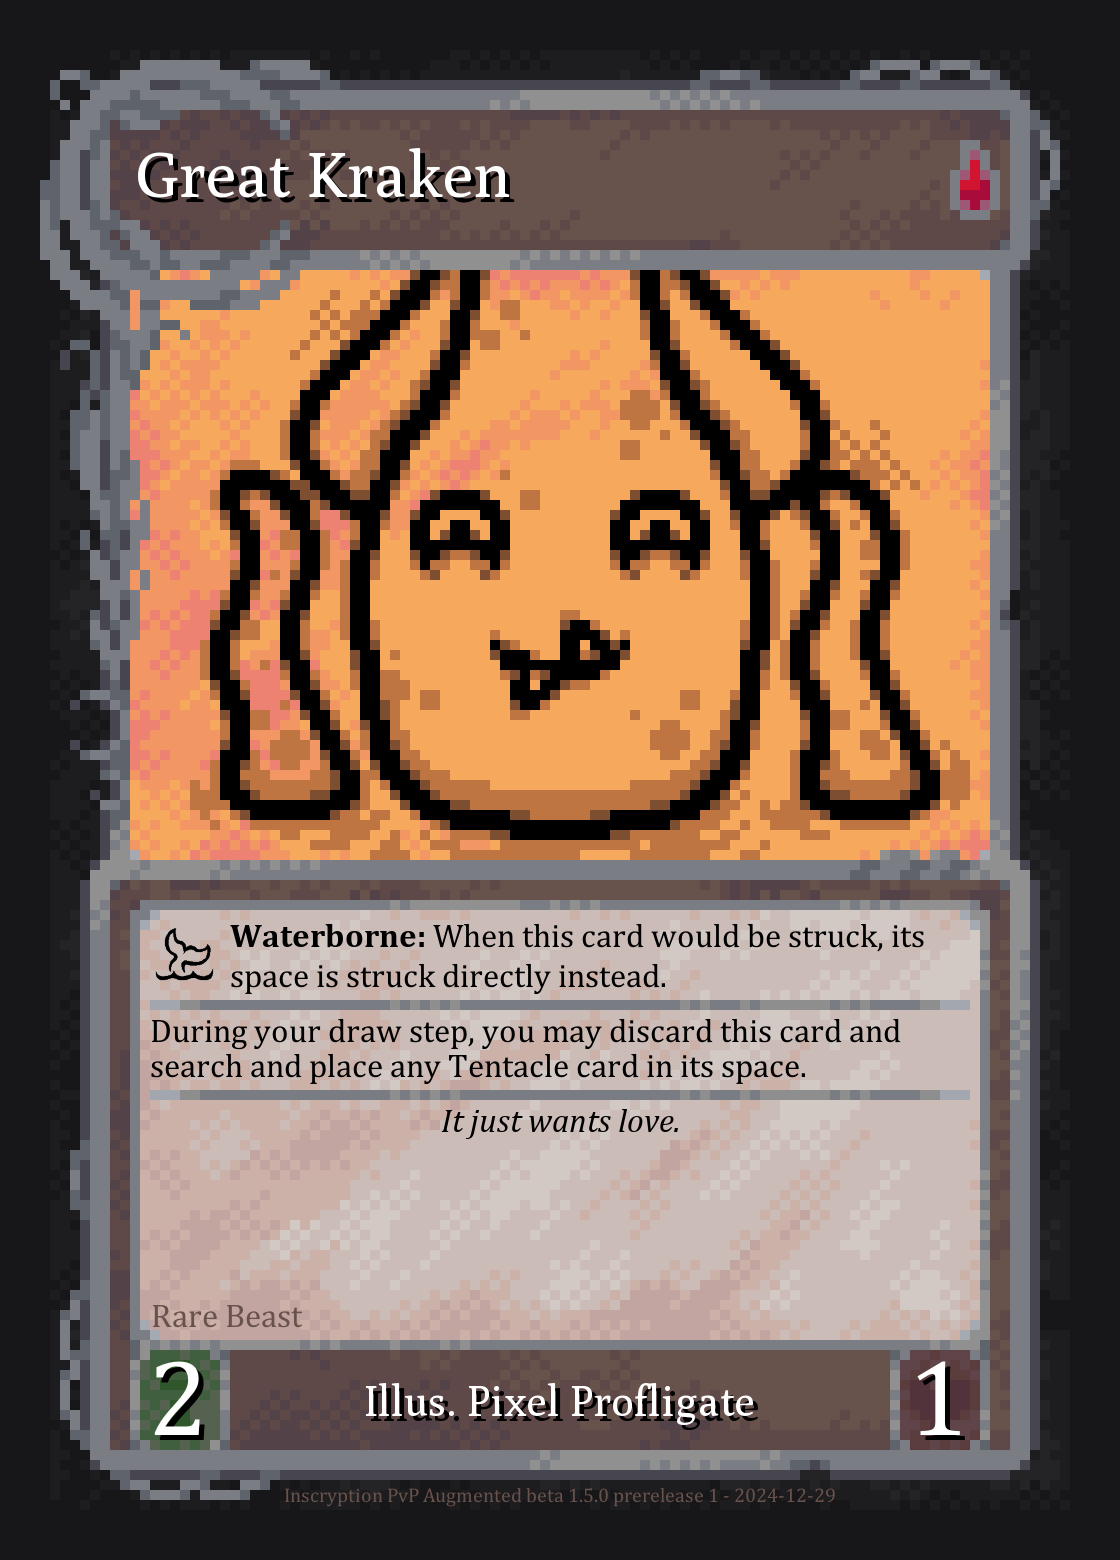 Great Kraken
Waterborne: When this card would be struck, its
space is struck directly instead.
During your draw step, you may discard this card and
search and place any Tentacle card in its space.
It just wants love.
Rare Beast
2
Illus. Pixel Profligate
1
Inscryption PvP Augmented beta 1.5.0 prerelease 1 - 2024-12-29